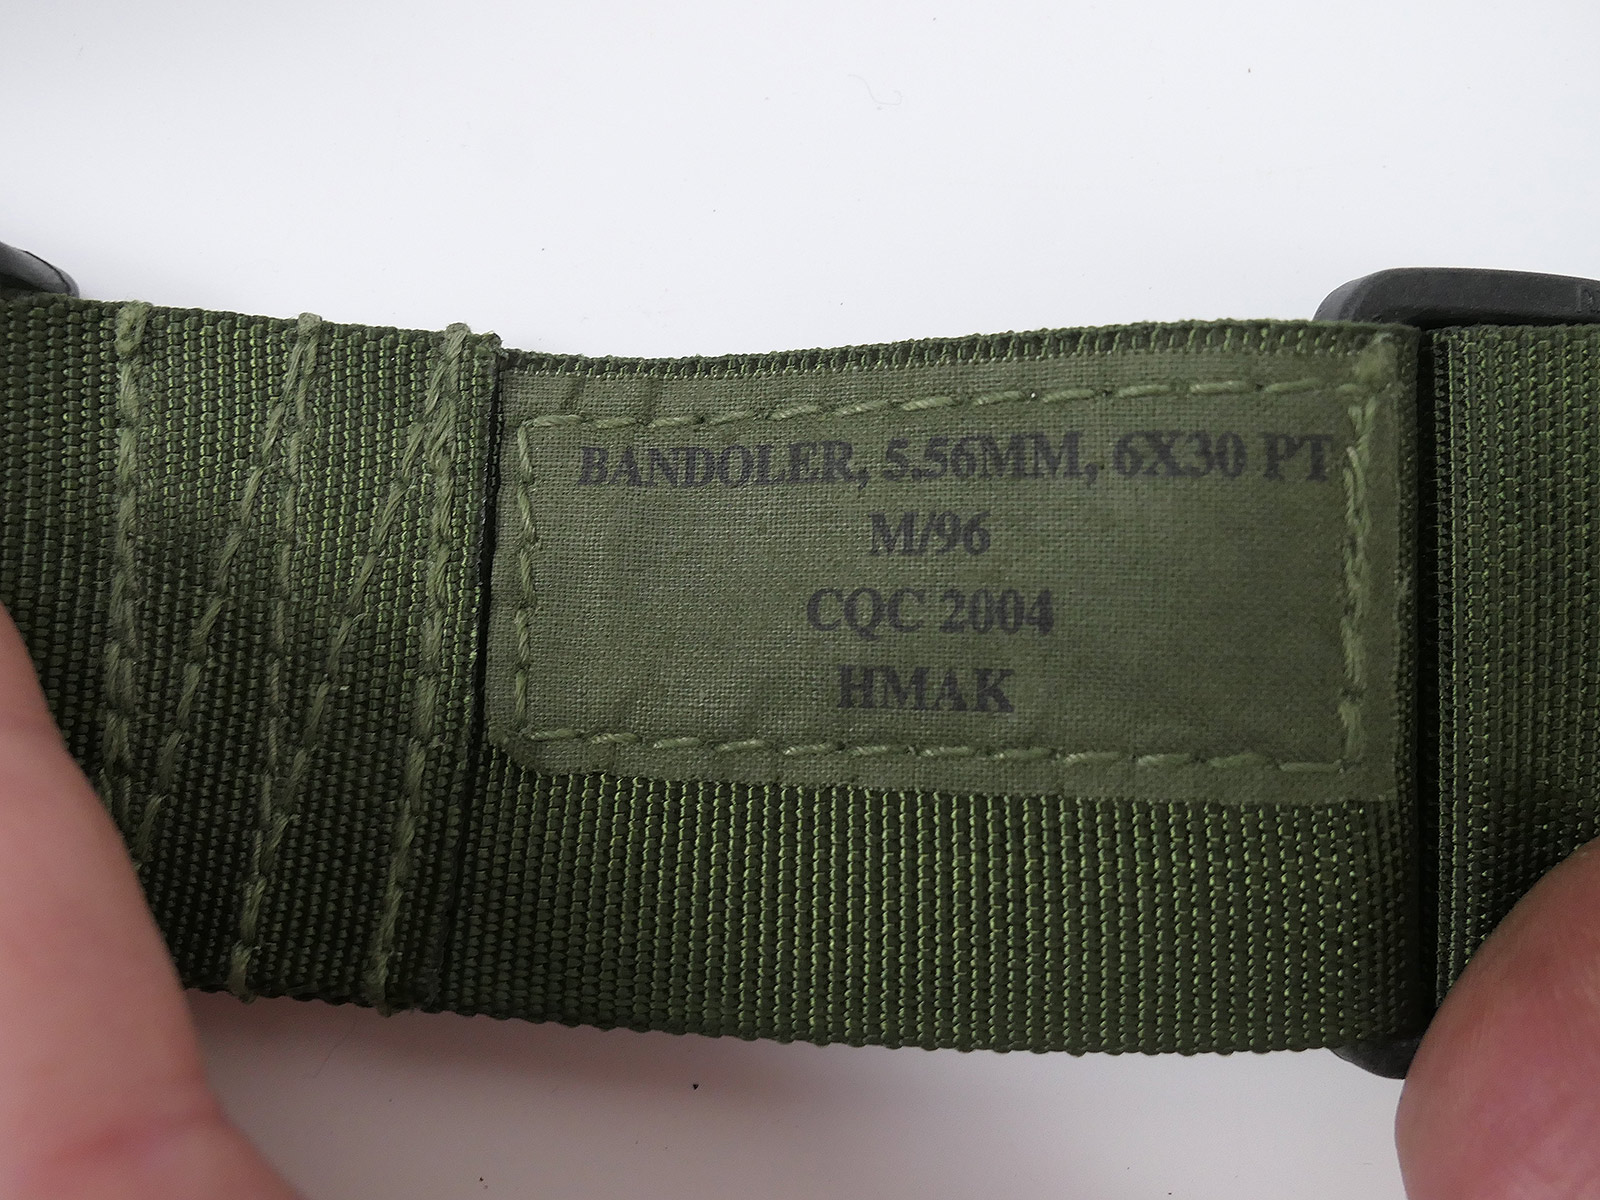 BANDOLER, 5.56MM, 6X30 PT
M/96
CQC 2004
HMAK